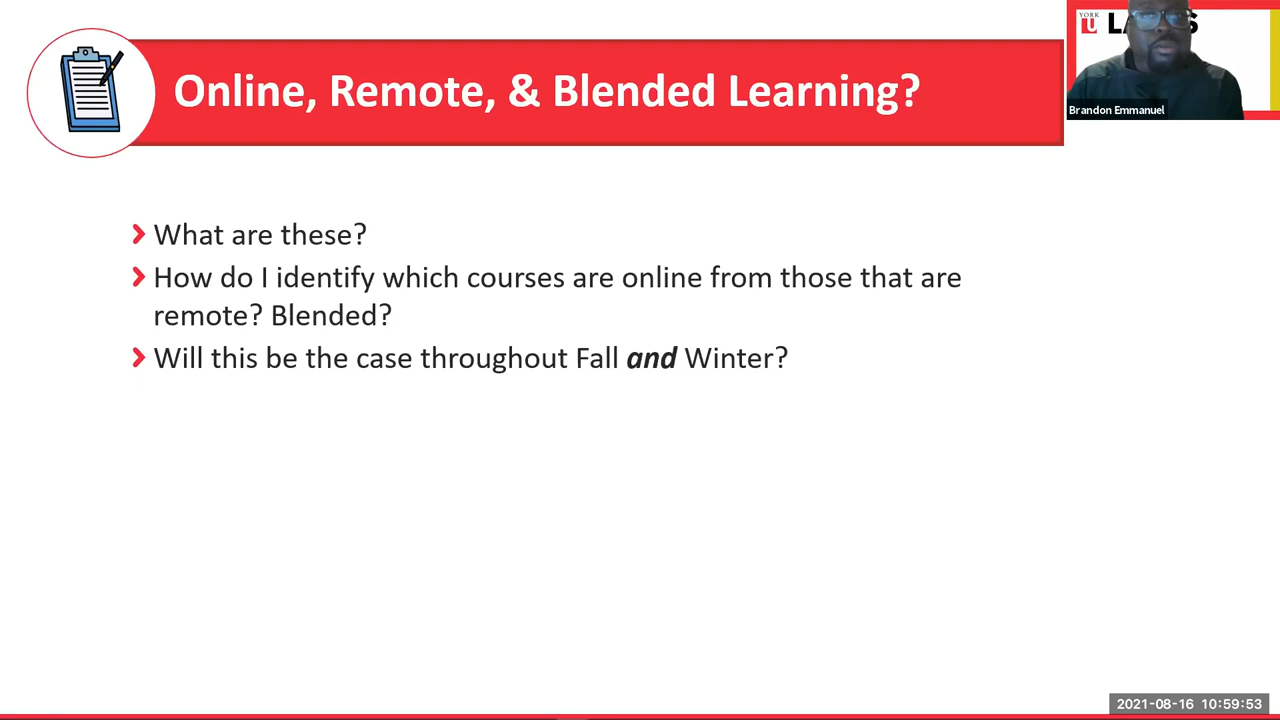 Online, Remote, & Blended Learning?
YORK
U
Brandon Emmanuel
What are these?
How do I identify which courses are online from those that are
remote? Blended?
Will this be the case throughout Fall and Winter?
2021-08-16 10:59:53